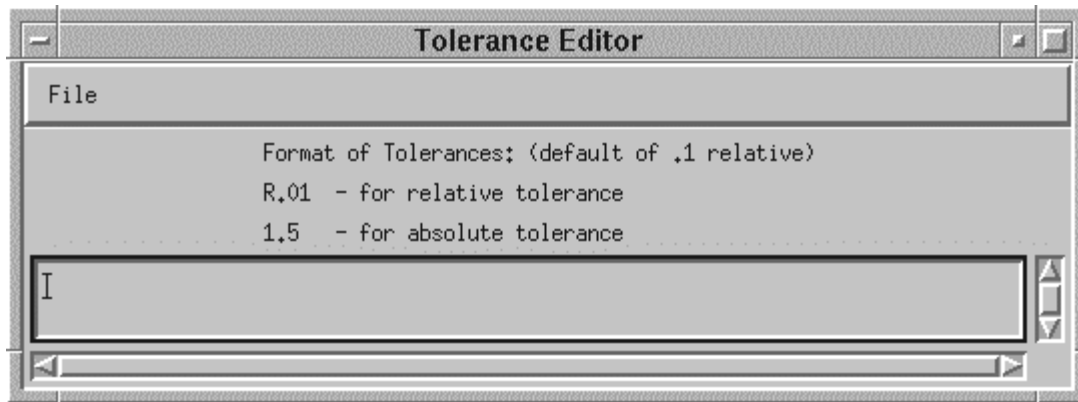 Tolerance Editor
File
Format of Tolerances: (default of .1 relative)
R.01 - for relative tolerance
1.5 - for absolute tolerance